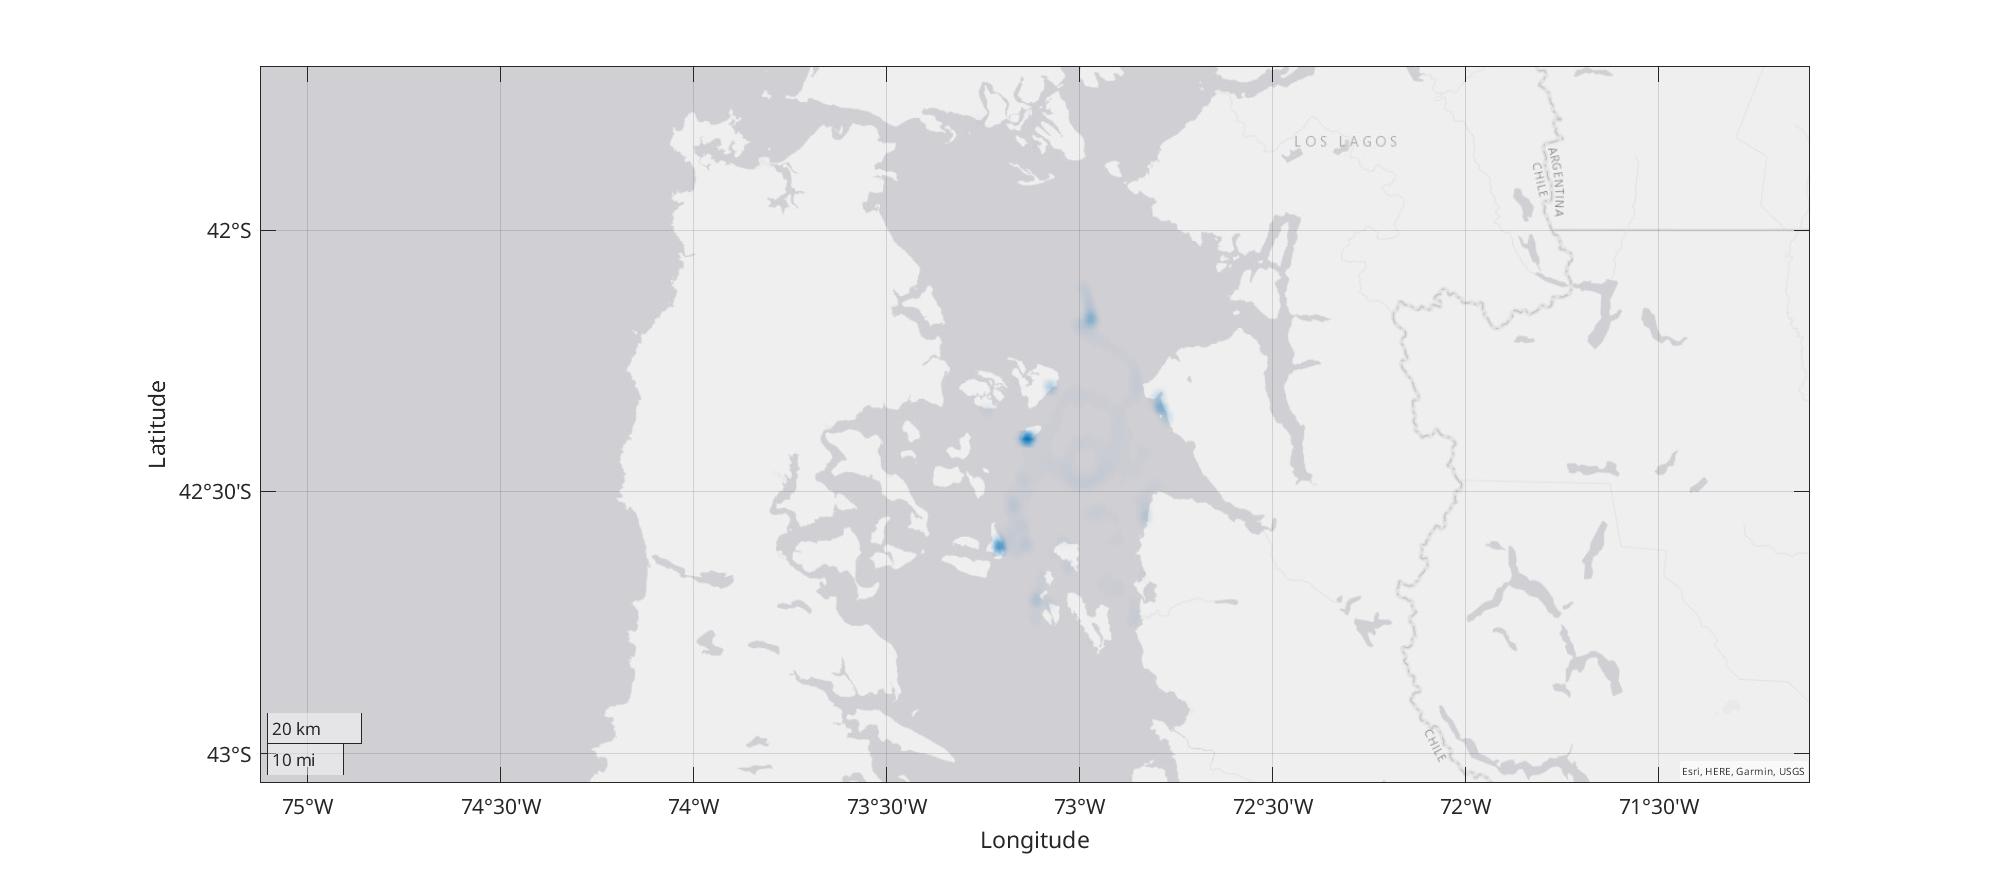 LOS LAGOS
ARGENTINA
CHILE
42°S
Latitude
42°30'S
43°S
CHILE
20 km
10 mi
Esri, HERE, Garmin, USGS
75°W
74°30'W
74°W
73°30'W
73°W
72°30'W
72°W
71°30'W
Longitude